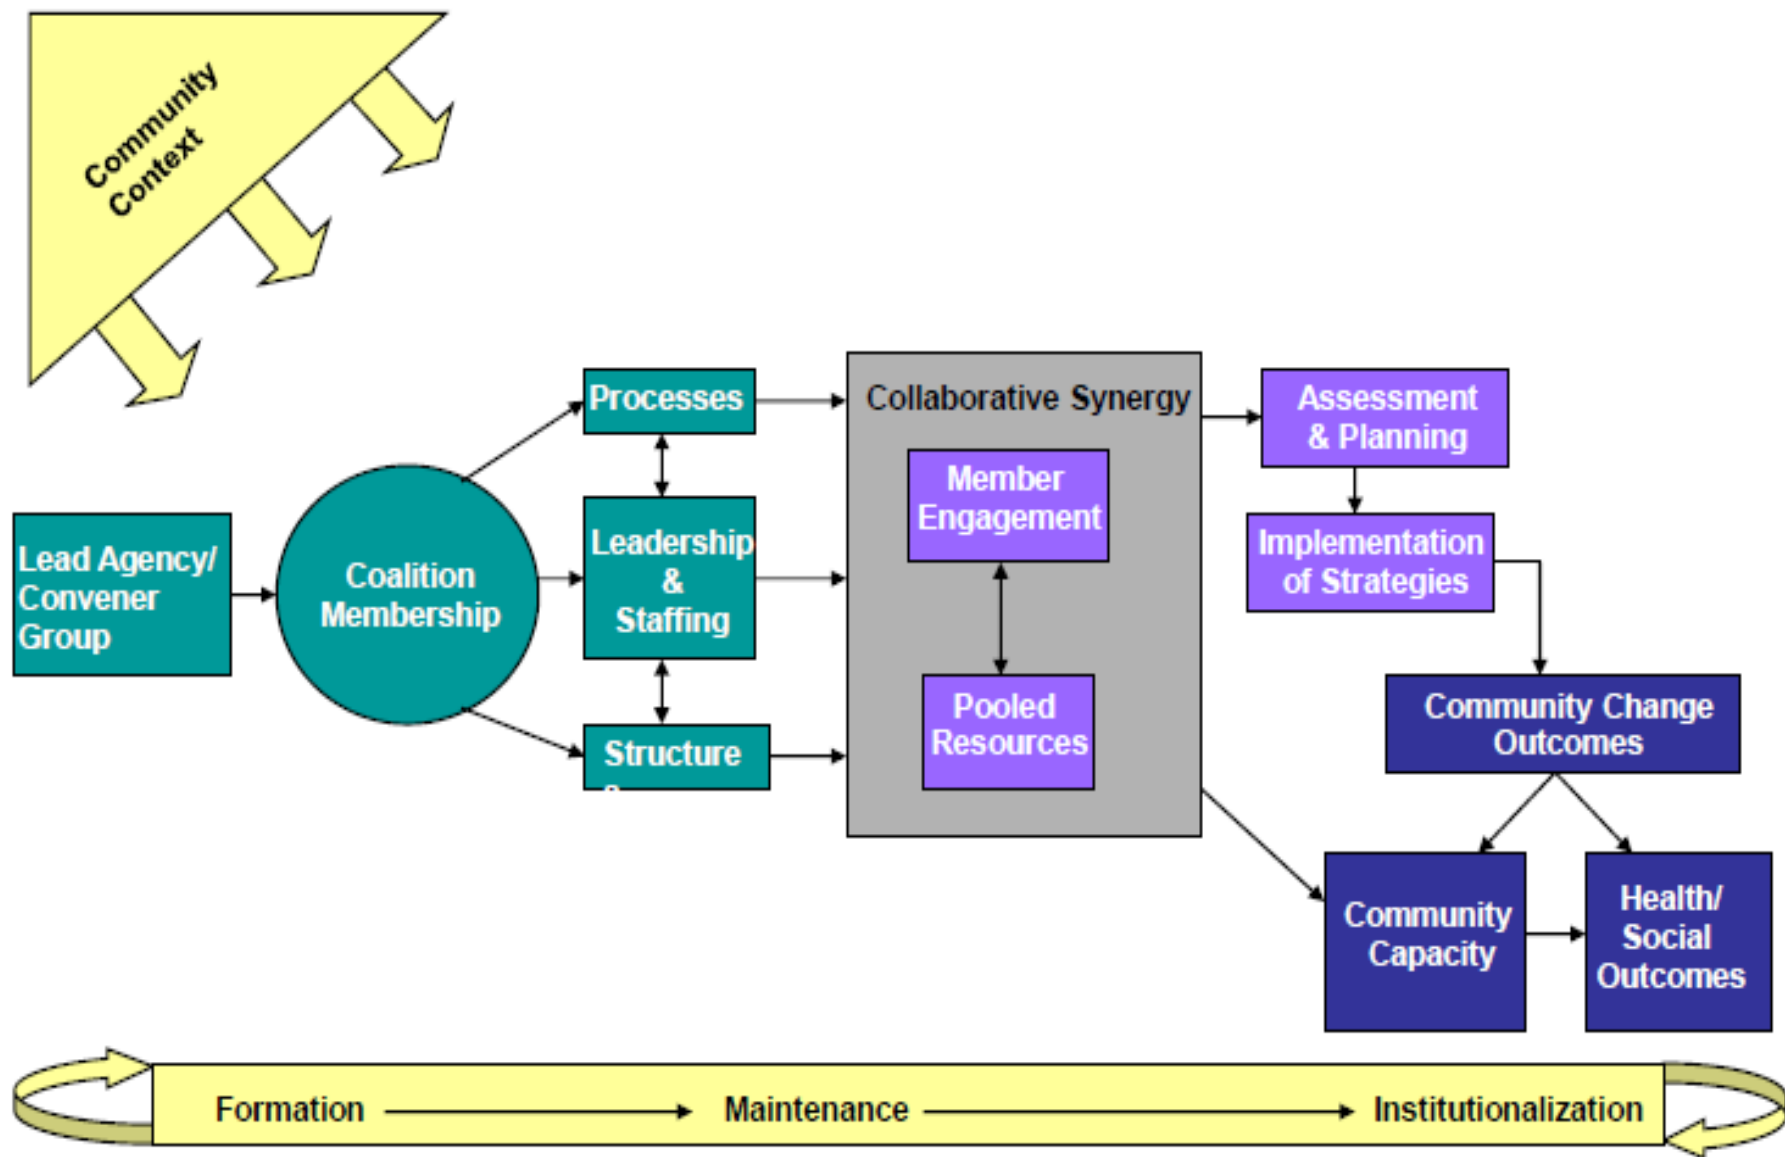 Community
Context
Processes
Collaborative Synergy
Assessment
& Planning
Member
Engagement
Lead Agency/
Convener
Group
Coalition
Membership
Leadership
&
Staffing
Implementation
of Strategies
Pooled
Resources
Structure
Community Change
Outcomes
Community
Capacity
Health/
Social
Outcomes
Formation
Maintenance
Institutionalization